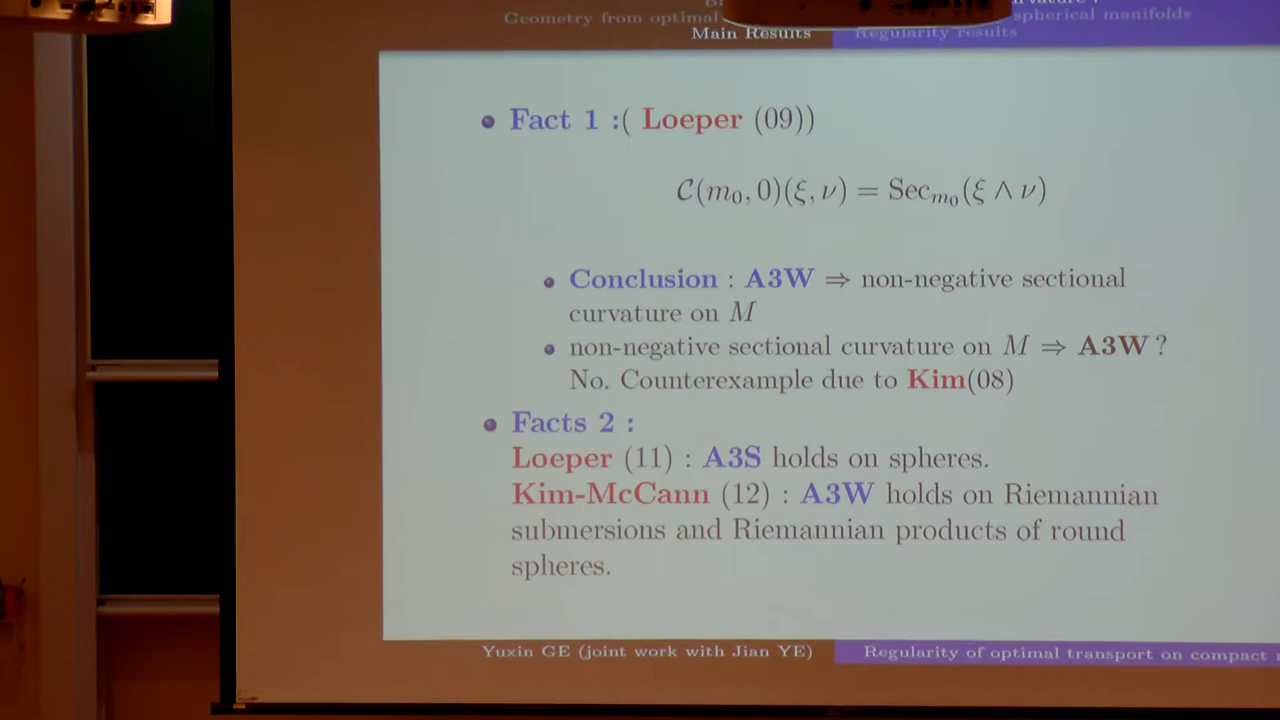 Geometry from optimal
spherical manifolds
Main Results
Regularity results
Fact 1 :( Loeper (09))
𝒞(m₀, 0)(ξ, ν) = Sec_{m₀}(ξ ∧ ν)
Conclusion : A3W ⇒ non-negative sectional
curvature on M
non-negative sectional curvature on M ⇒ A3W ?
No. Counterexample due to Kim(08)
Facts 2 :
Loeper (11) : A3S holds on spheres.
Kim-McCann (12) : A3W holds on Riemannian
submersions and Riemannian products of round
spheres.
Yuxin GE (joint work with Jian YE)
Regularity of optimal transport on compact